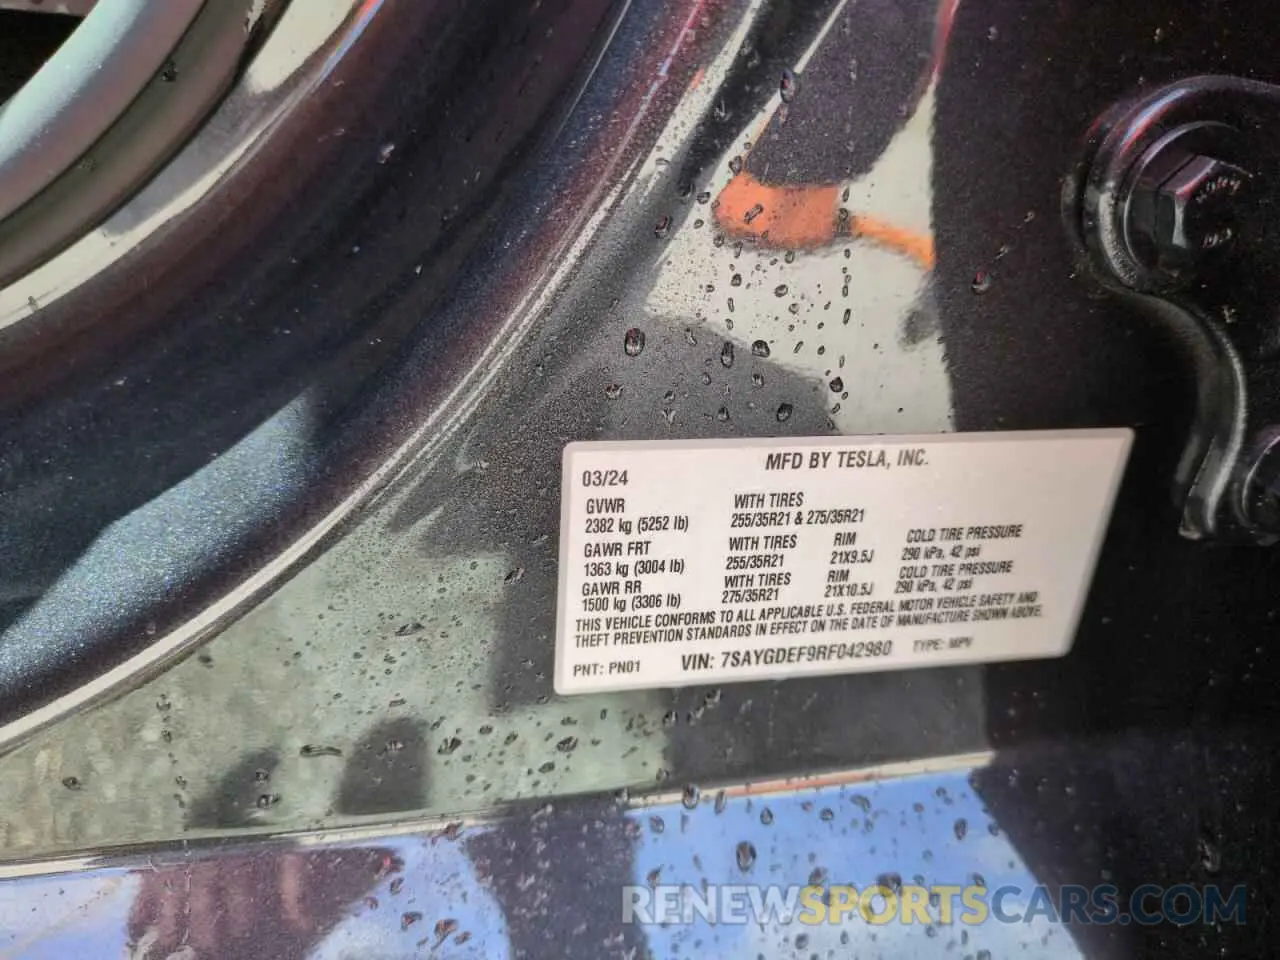 03/24 MFD BY TESLA, INC.
GVWR WITH TIRES
2382 kg (5252 lb) 255/35R21 & 275/35R21
GAWR FRT WITH TIRES RIM COLD TIRE PRESSURE
1363 kg (3004 lb) 255/35R21 21X9.5J 290 kPa, 42 psi
GAWR RR WITH TIRES RIM COLD TIRE PRESSURE
1500 kg (3306 lb) 275/35R21 21X10.5J 290 kPa, 42 psi
THIS VEHICLE CONFORMS TO ALL APPLICABLE U.S. FEDERAL MOTOR VEHICLE SAFETY AND
THEFT PREVENTION STANDARDS IN EFFECT ON THE DATE OF MANUFACTURE SHOWN ABOVE.
PNT: PN01 VIN: 7SAYGDEF9RF042980 TYPE: MPV
RENEWSPORTSCARS.COM